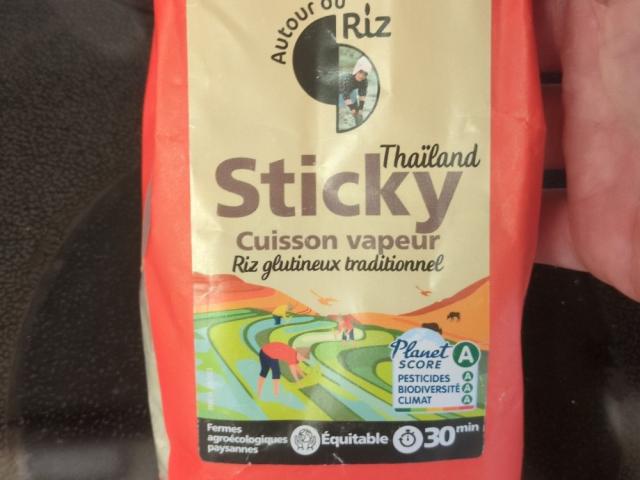 Autour du Riz
Thaïland
Sticky
Cuisson vapeur
Riz glutineux traditionnel
Planet
SCORE
A
PESTICIDES A
BIODIVERSITÉ A
CLIMAT A
Fermes
agroécologiques
paysannes
Équitable
30 min